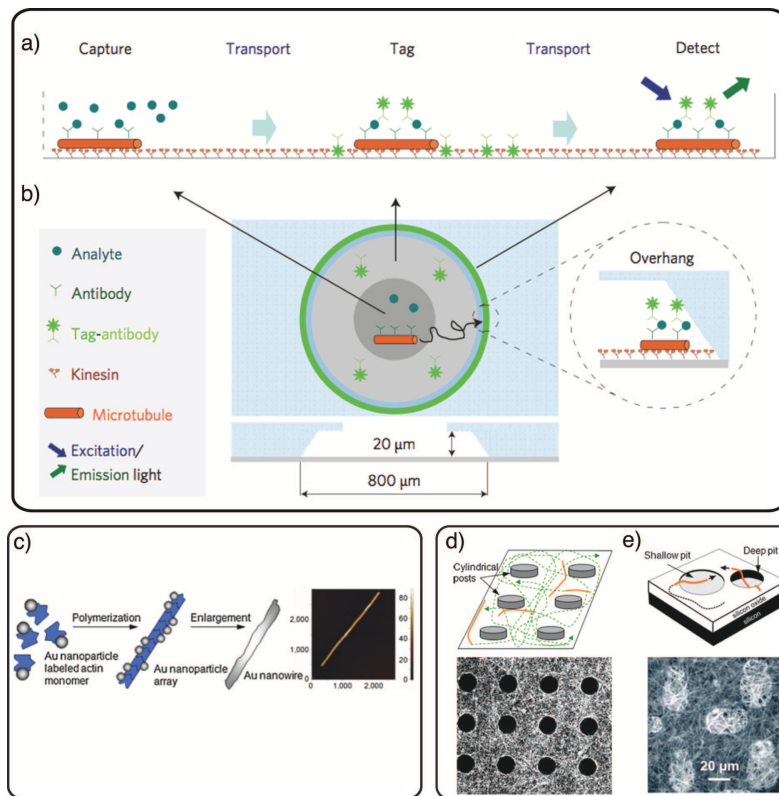 a)
Capture
Transport
Tag
Transport
Detect
b)
Analyte
Antibody
Tag-antibody
Kinesin
Microtubule
Excitation/
Emission light
Overhang
20 μm
800 μm
c)
Polymerization
Enlargement
Au nanoparticle
labeled actin
monomer
Au nanoparticle
array
Au nanowire
2,000
1,000
0
0
1,000
2,000
80
60
40
20
0
d)
Cylindrical
posts
e)
Shallow pit
Deep pit
silicon oxide
silicon
20 μm